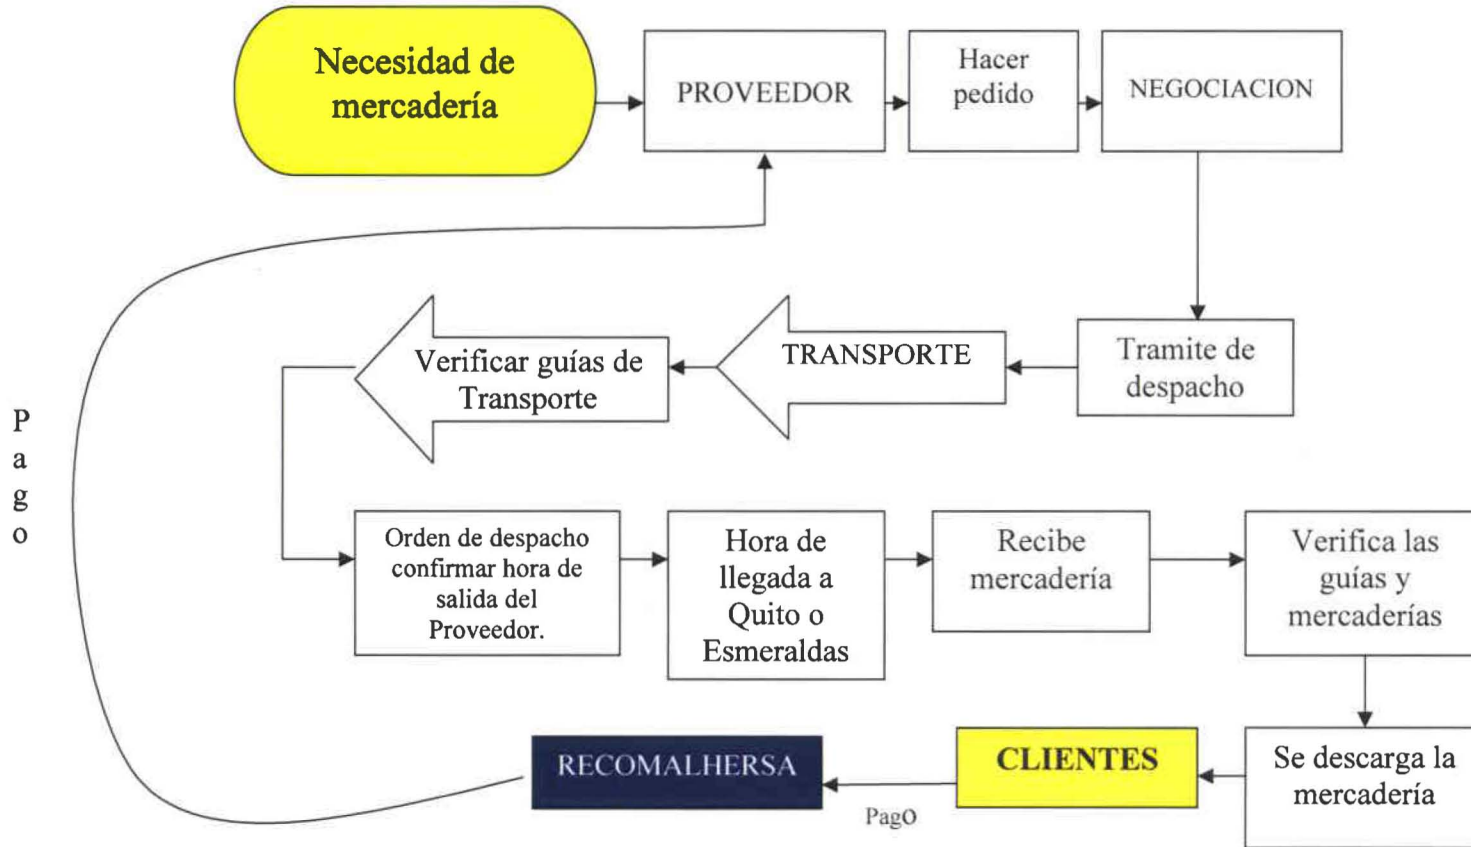 Necesidad de
mercadería
PROVEEDOR
Hacer
pedido
NEGOCIACION
Tramite de
despacho
TRANSPORTE
Verificar guías de
Transporte
Orden de despacho
confirmar hora de
salida del
Proveedor.
Hora de
llegada a
Quito o
Esmeraldas
Recibe
mercadería
Verifica las
guías y
mercaderías
Se descarga la
mercadería
CLIENTES
Pago
RECOMALHERSA
P
a
g
o